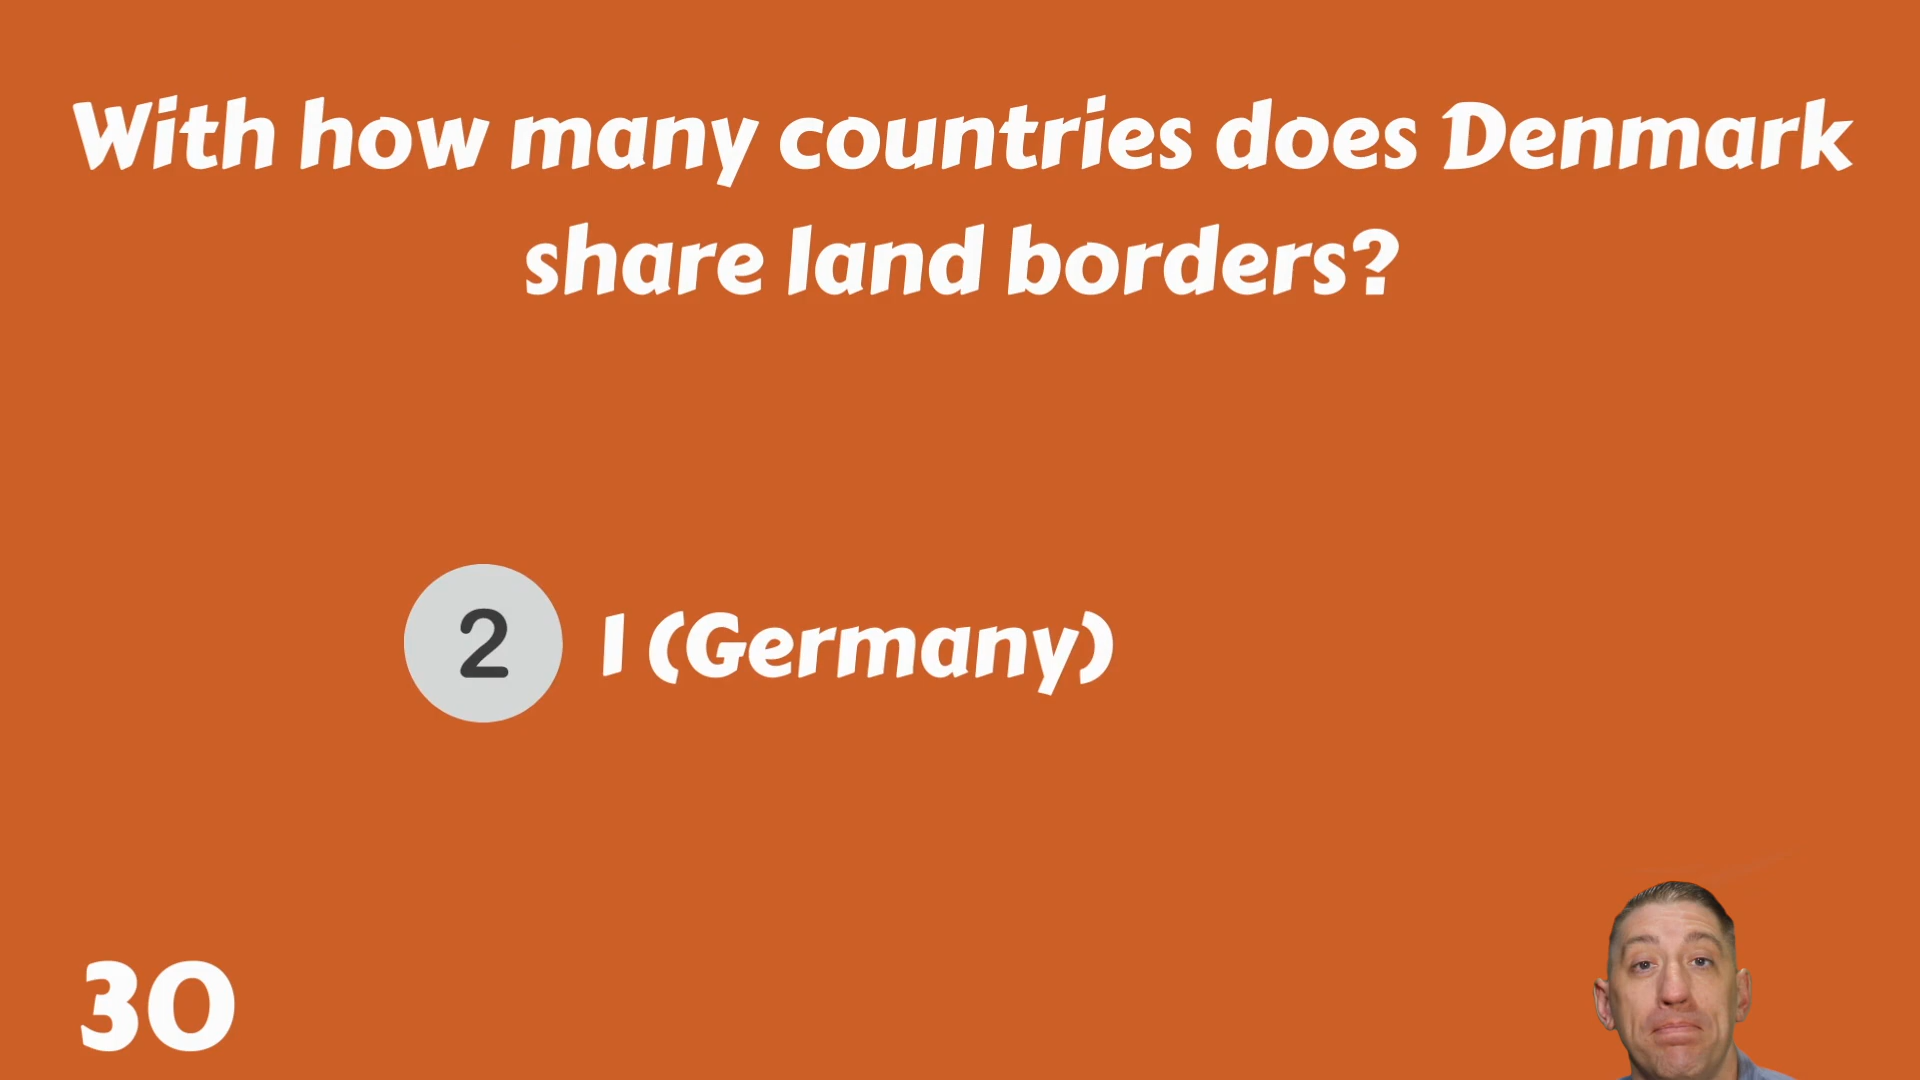 With how many countries does Denmark
share land borders?
2 1 (Germany)
30